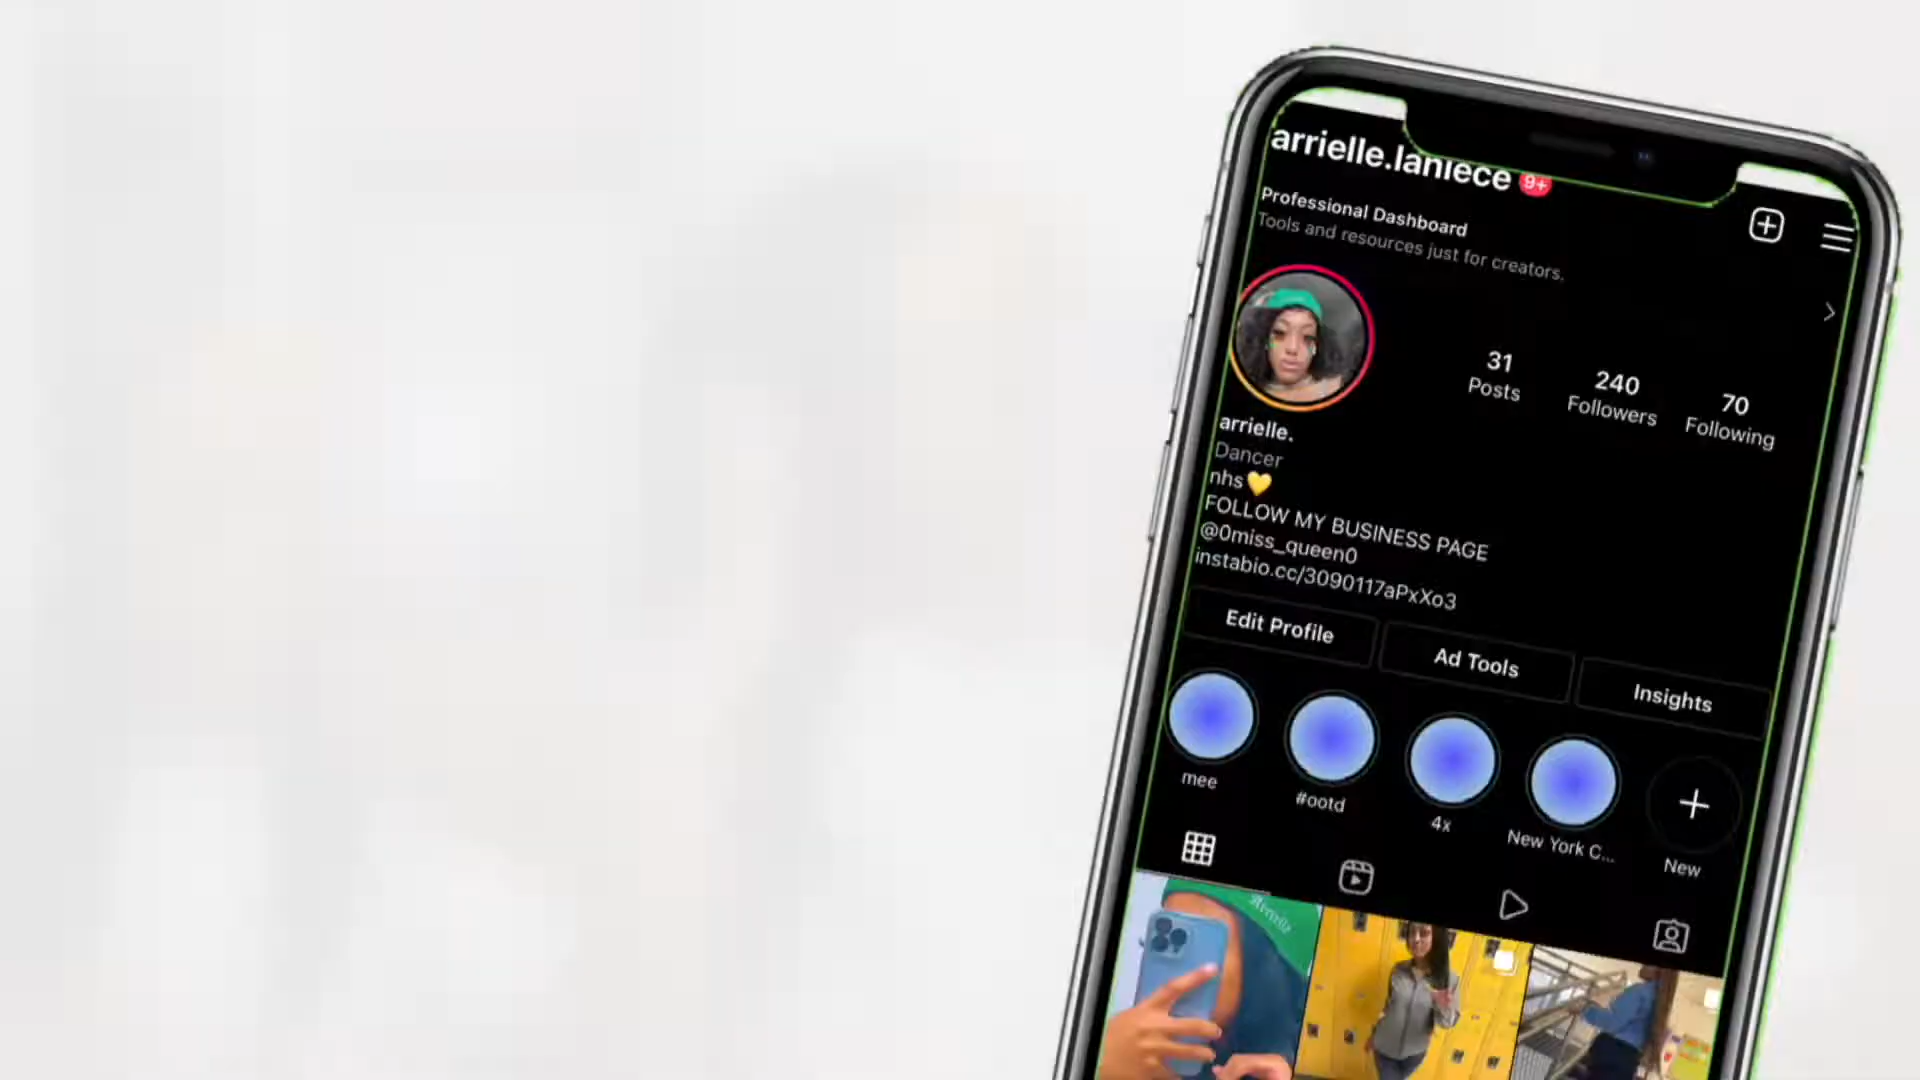 arrielle.laniece 9+
Professional Dashboard
Tools and resources just for creators.
31 Posts
240 Followers
70 Following
arrielle.
Dancer
nhs💛
FOLLOW MY BUSINESS PAGE
@0miss_queen0
instabio.cc/3090117aPxXo3
Edit Profile
Ad Tools
Insights
mee
#ootd
4x
New York C...
New